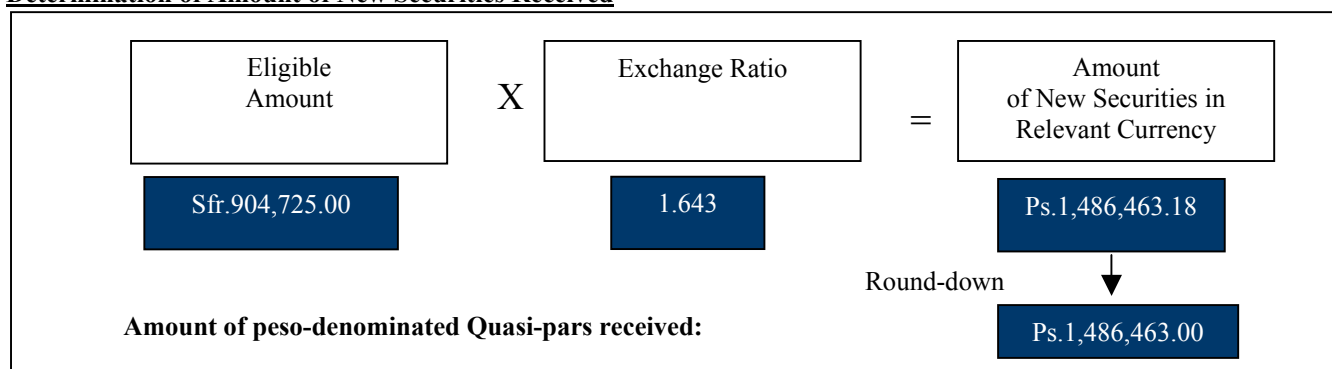 Determination of Amount of New Securities Received
Eligible
Amount
X
Exchange Ratio
=
Amount
of New Securities in
Relevant Currency
Sfr.904,725.00
1.643
Ps.1,486,463.18
Round-down
Amount of peso-denominated Quasi-pars received:
Ps.1,486,463.00